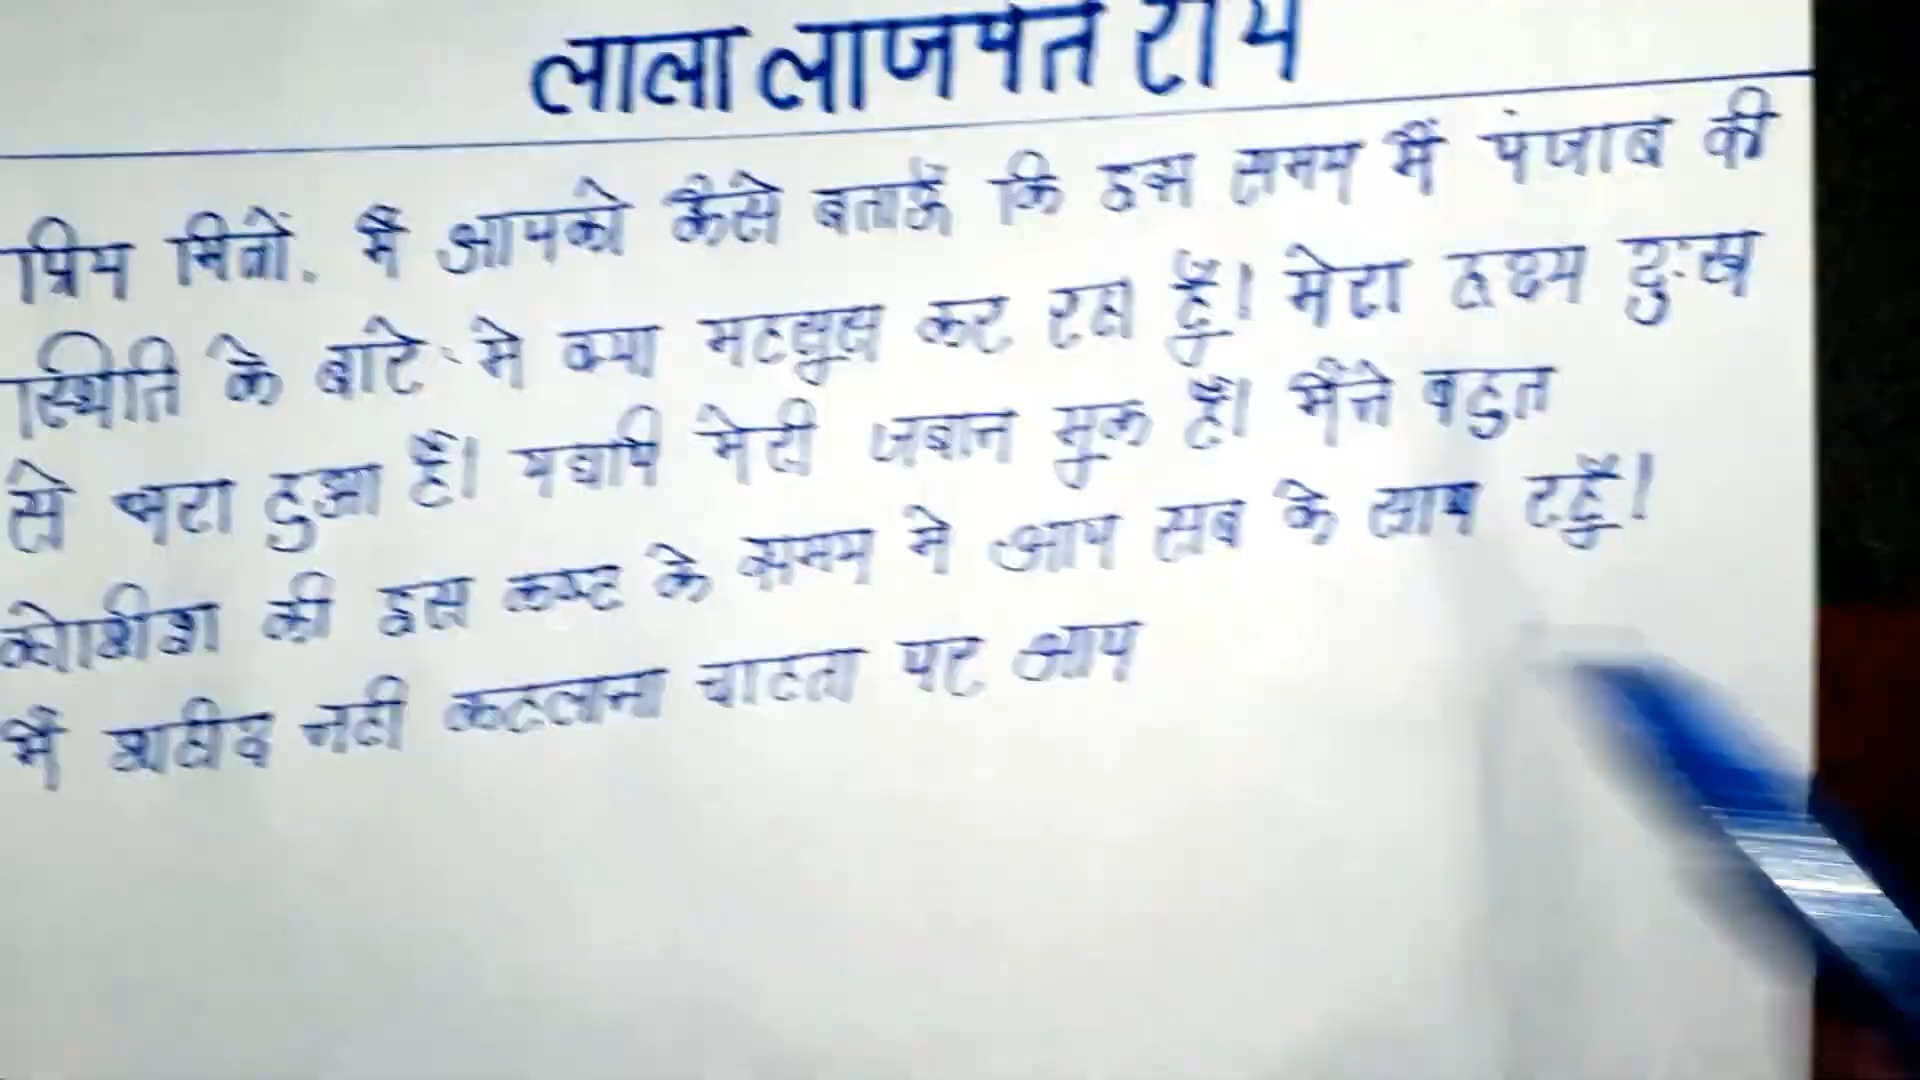 लाला लाजपत राय
प्रिय मित्रों, मैं आपको कैसे बताऊँ कि इस समय मैं पंजाब की
स्थिति के बारे में क्या महसूस कर रहा हूँ। मेरा हृदय दुःख
से भरा हुआ है। यद्यपि मेरी जबान मुक है। मैंने बहुत
कोशीश की इस कष्ट के समय मे आप सब के साथ रहूँ।
मैं शहीद नही कहलाना चाहता पर आप